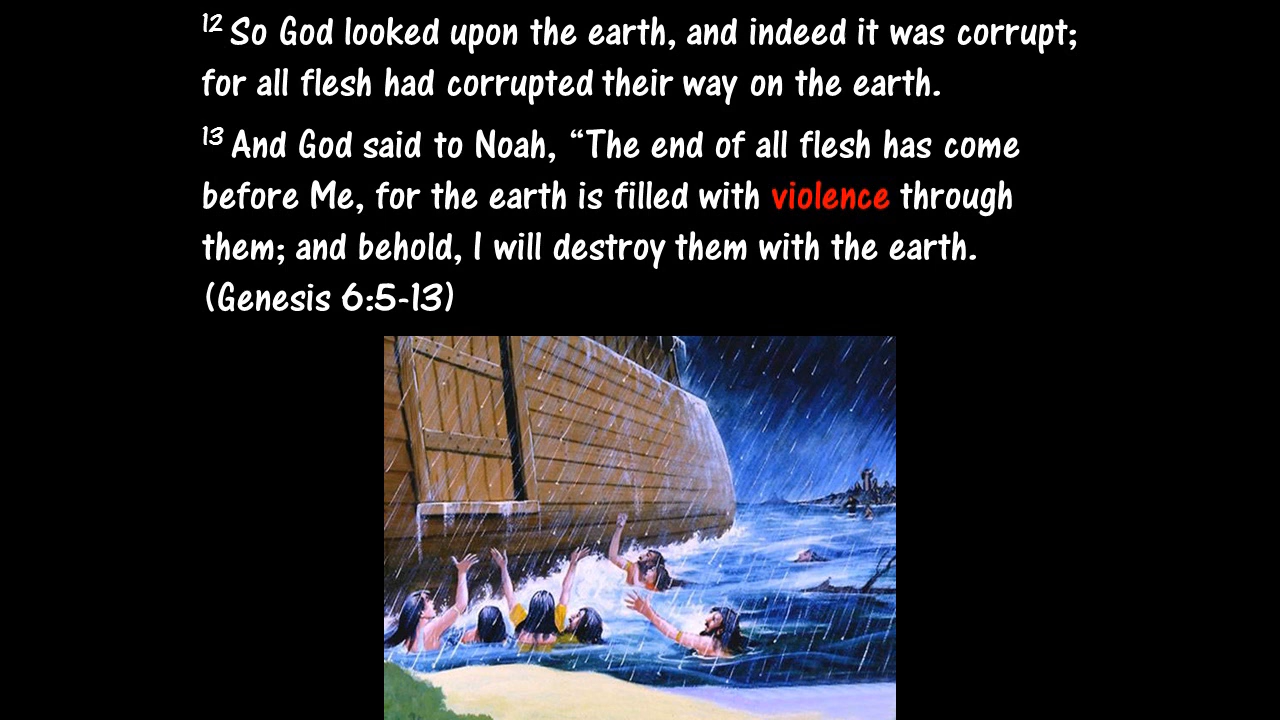 12 So God looked upon the earth, and indeed it was corrupt;
for all flesh had corrupted their way on the earth.
13 And God said to Noah, “The end of all flesh has come
before Me, for the earth is filled with violence through
them; and behold, I will destroy them with the earth.
(Genesis 6:5-13)